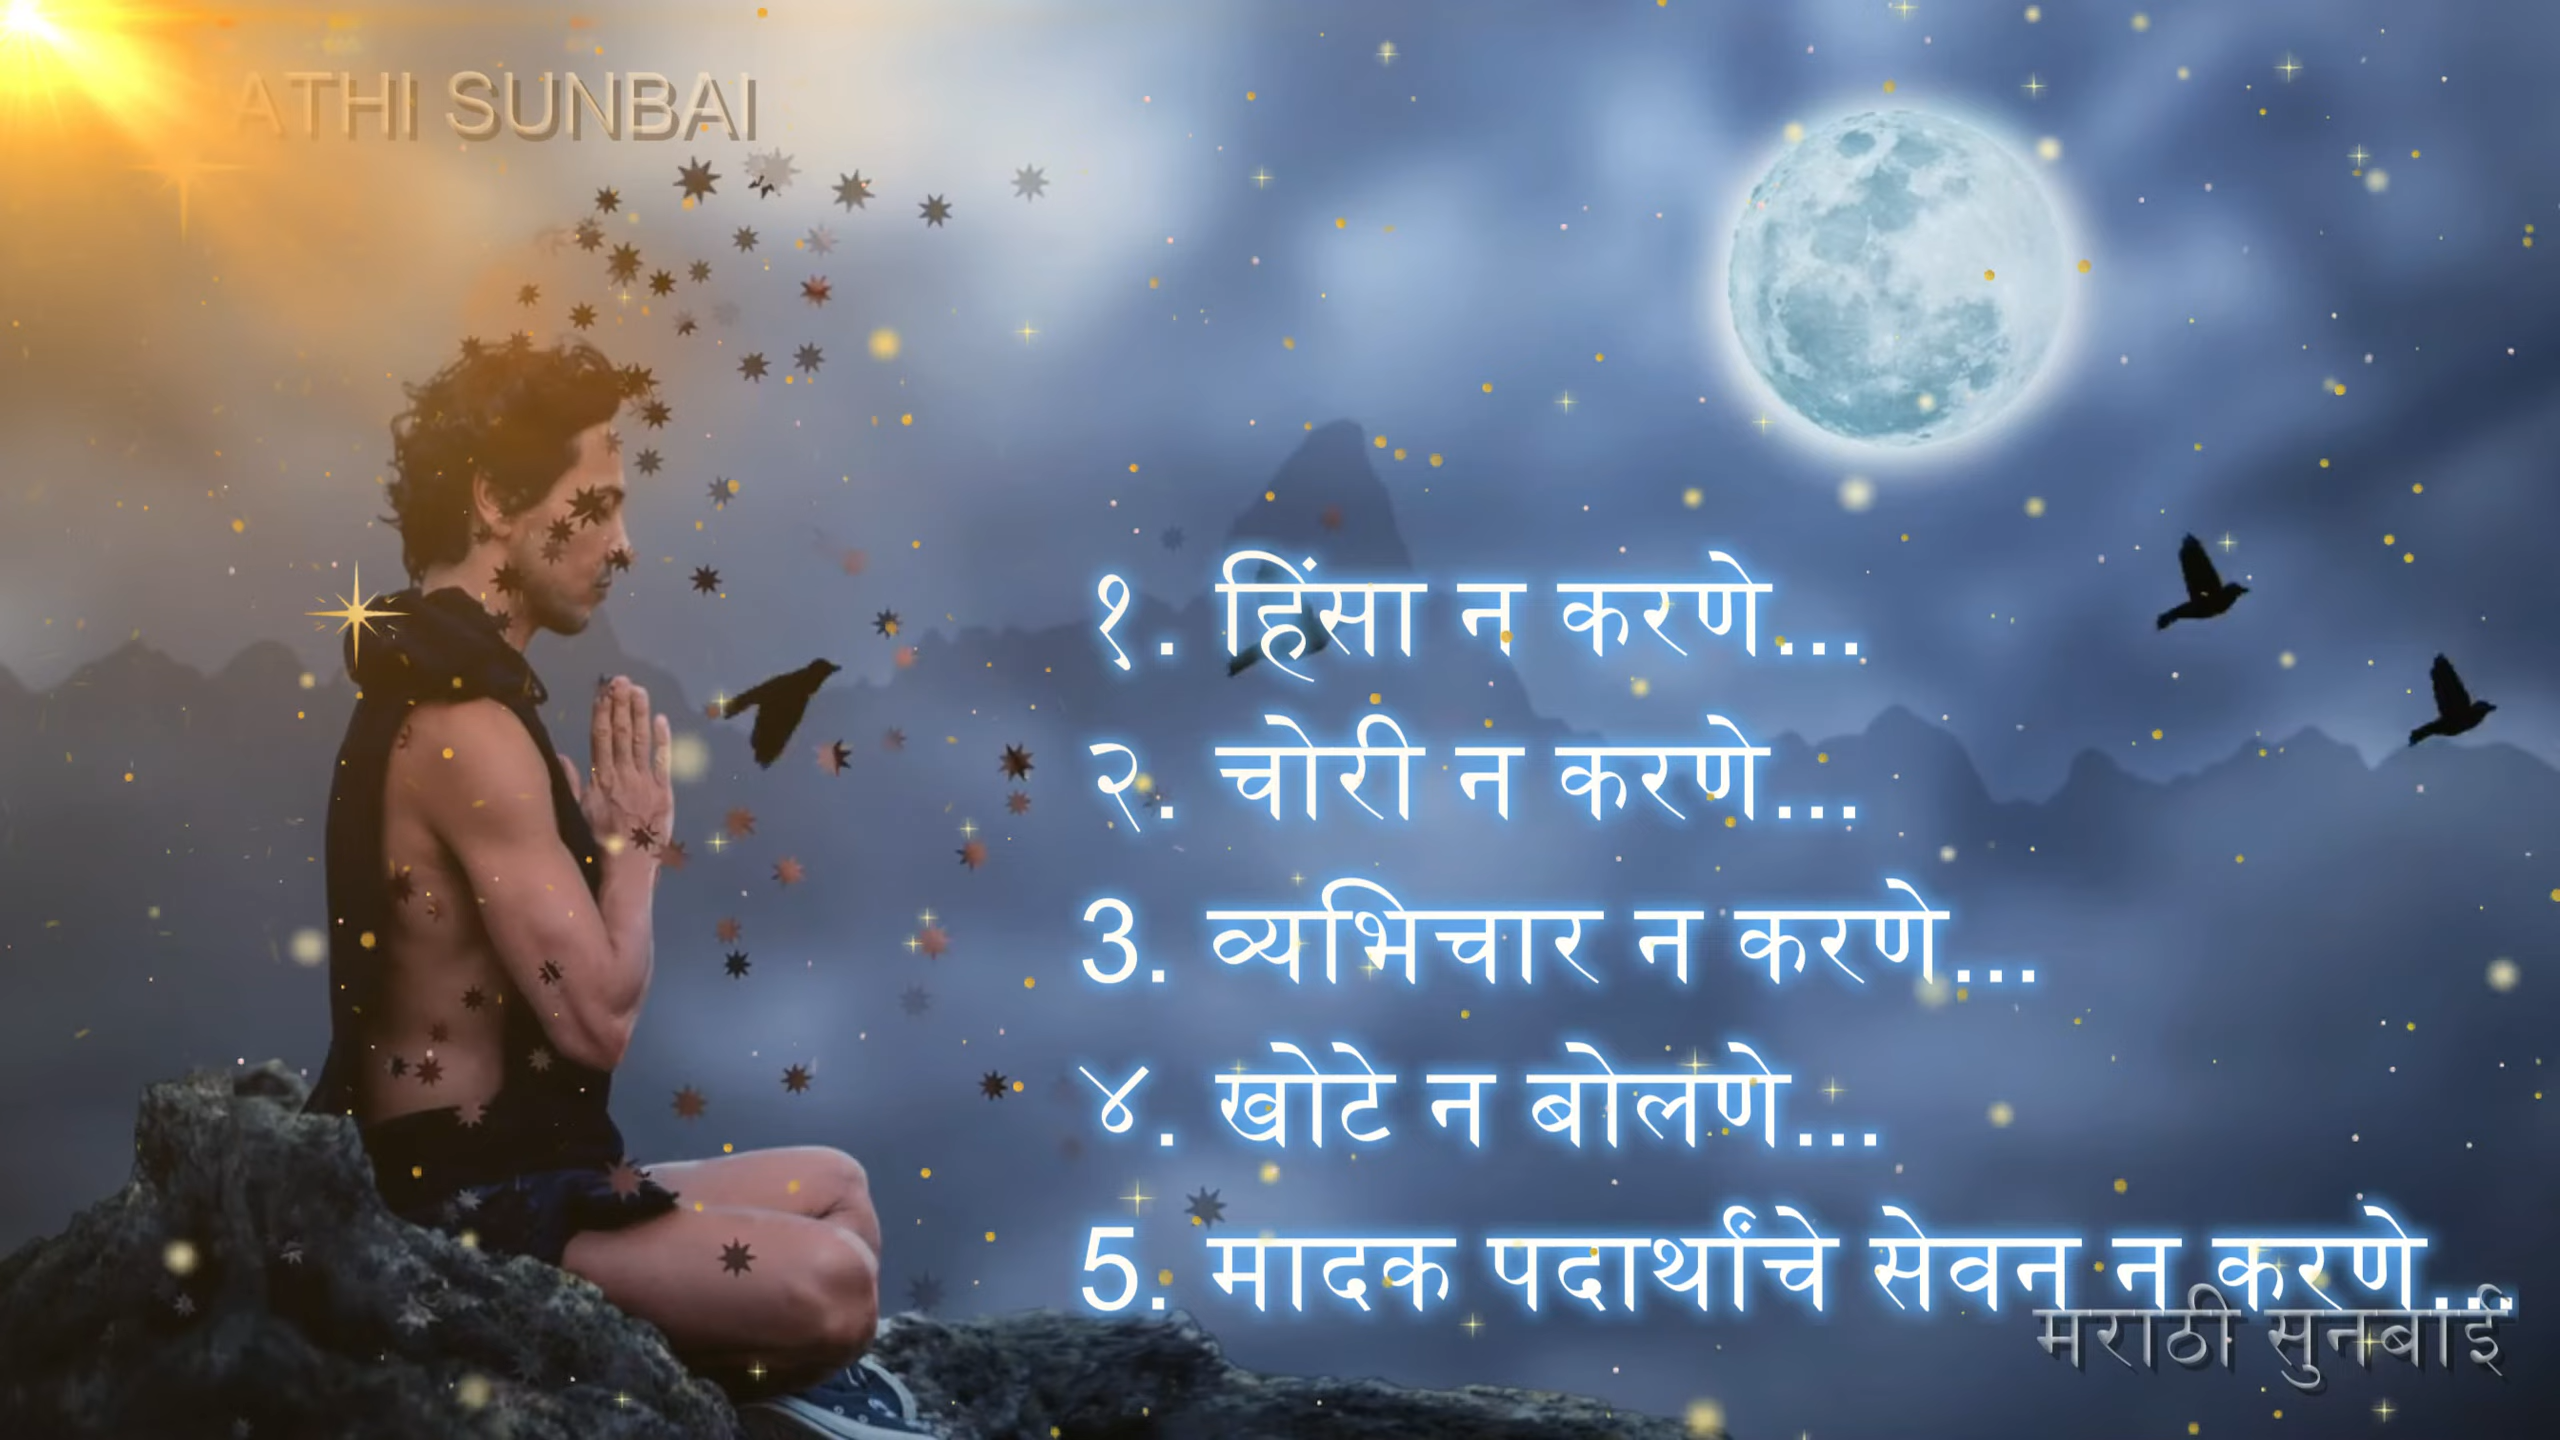 ATHI SUNBAI
१. हिंसा न करणे...
२. चोरी न करणे...
3. व्यभिचार न करणे...
४. खोटे न बोलणे...
5. मादक पदार्थांचे सेवन न करणे...
मराठी सुनबाई